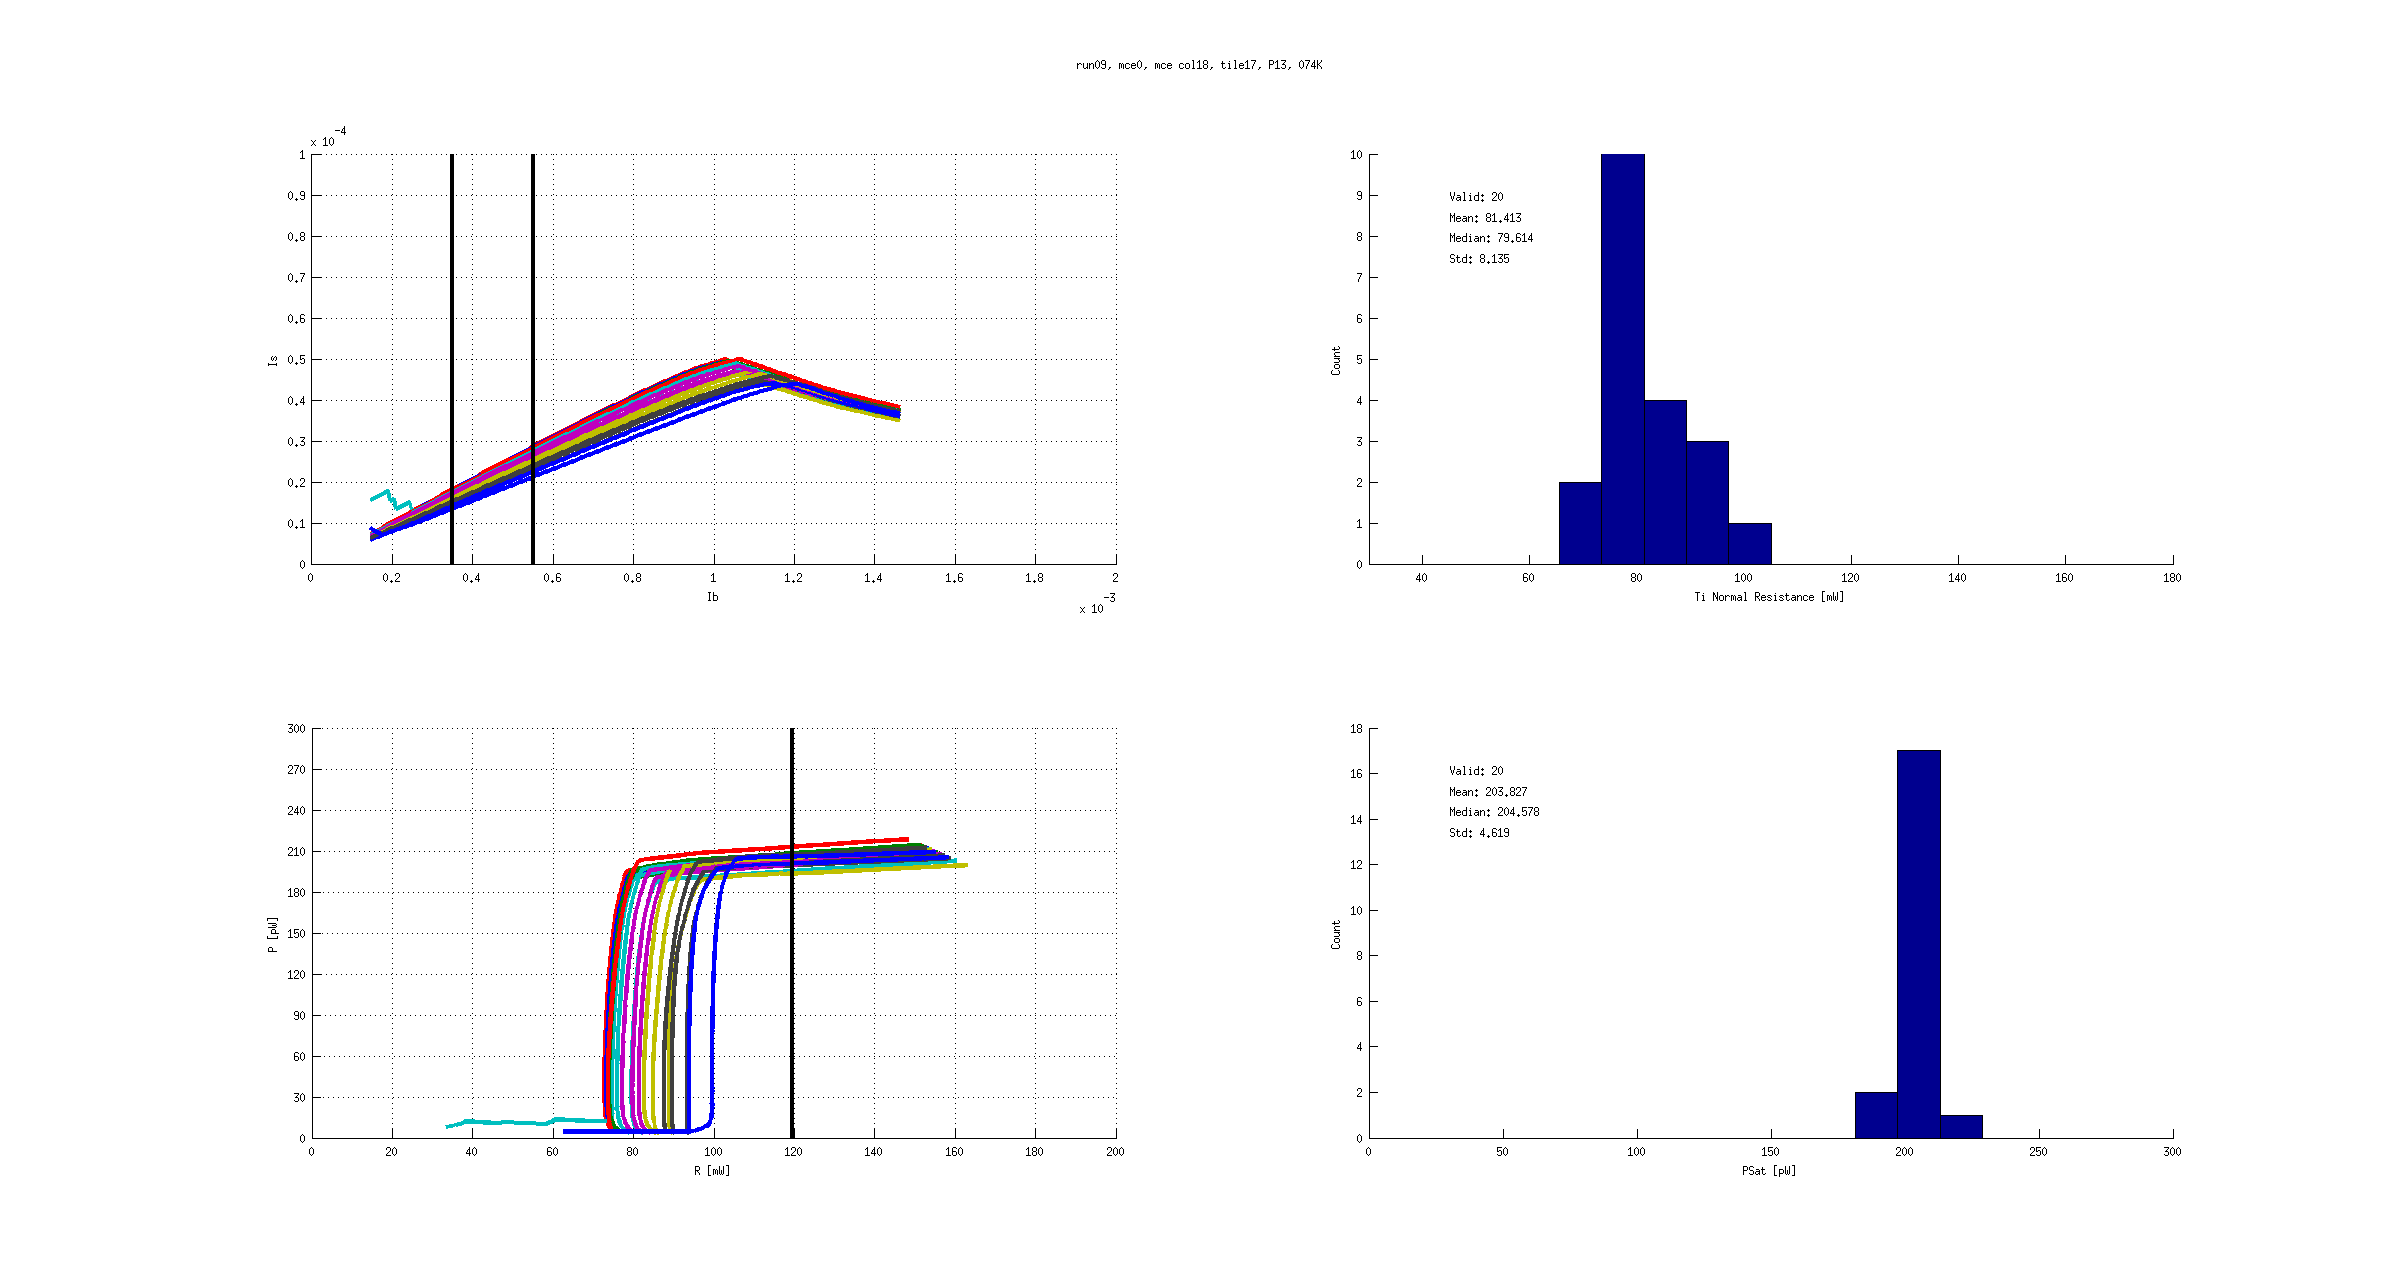 run09, mce0, mce col18, tile17, P13, 074K
x 10^-4
1
0.9
0.8
0.7
0.6
0.5
0.4
0.3
0.2
0.1
0
Is
0 0.2 0.4 0.6 0.8 1 1.2 1.4 1.6 1.8 2
Ib
x 10^-3
10
9
8
7
6
5
4
3
2
1
0
Count
Valid: 20
Mean: 81.413
Median: 79.614
Std: 8.135
40 60 80 100 120 140 160 180
Ti Normal Resistance [mW]
300
270
240
210
180
150
120
90
60
30
0
P [pW]
0 20 40 60 80 100 120 140 160 180 200
R [mW]
18
16
14
12
10
8
6
4
2
0
Count
Valid: 20
Mean: 203.827
Median: 204.578
Std: 4.619
0 50 100 150 200 250 300
PSat [pW]